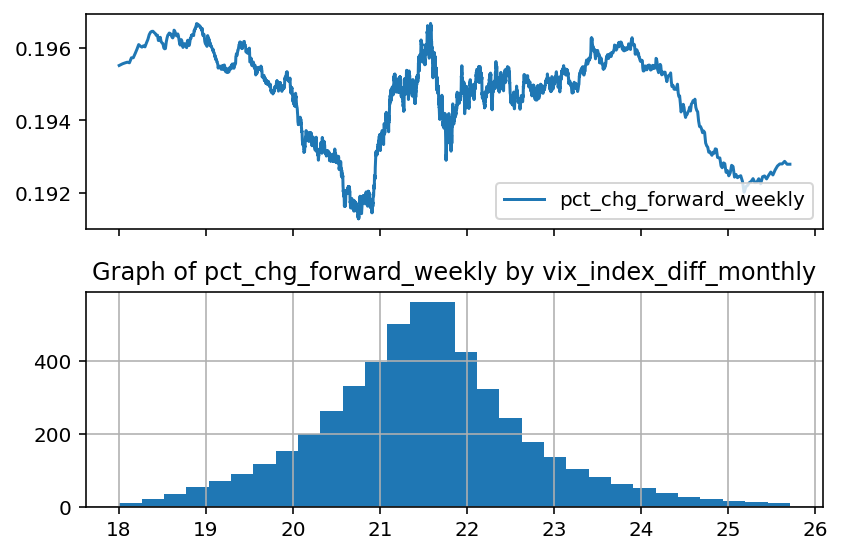 0.196
0.194
0.192
pct_chg_forward_weekly
Graph of pct_chg_forward_weekly by vix_index_diff_monthly
400
200
0
18 19 20 21 22 23 24 25 26